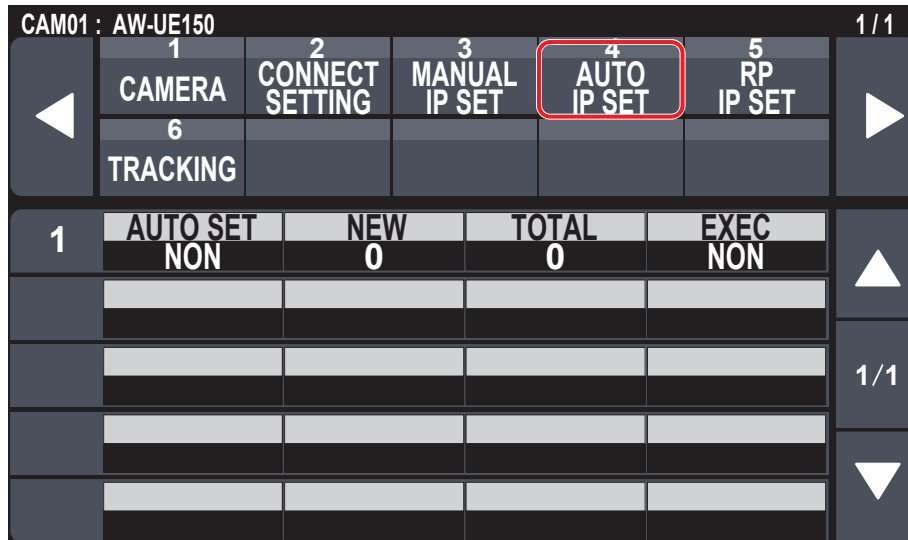 CAM01 : AW-UE150 1 / 1
1 2 3 4 5
CAMERA CONNECT SETTING MANUAL IP SET AUTO IP SET RP IP SET
6
TRACKING
1 AUTO SET NEW TOTAL EXEC
NON 0 0 NON
1/1